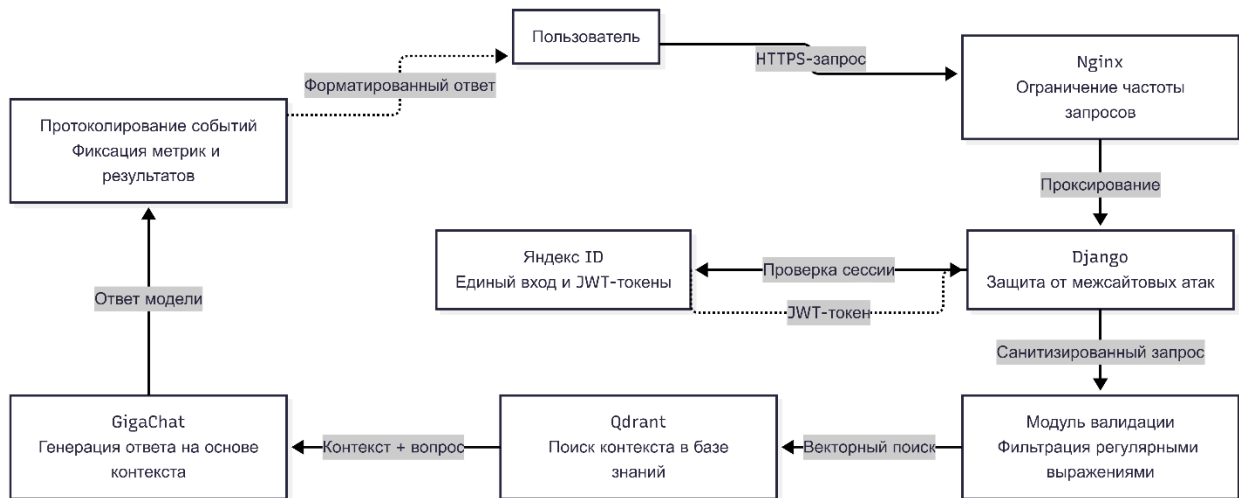 Пользователь
HTTPS-запрос
Nginx
Ограничение частоты
запросов
Форматированный ответ
Протоколирование событий
Фиксация метрик и
результатов
Проксирование
Яндекс ID
Единый вход и JWT-токены
Проверка сессии
JWT-токен
Django
Защита от межсайтовых атак
Ответ модели
Санитизированный запрос
GigaChat
Генерация ответа на основе
контекста
Контекст + вопрос
Qdrant
Поиск контекста в базе
знаний
Векторный поиск
Модуль валидации
Фильтрация регулярными
выражениями